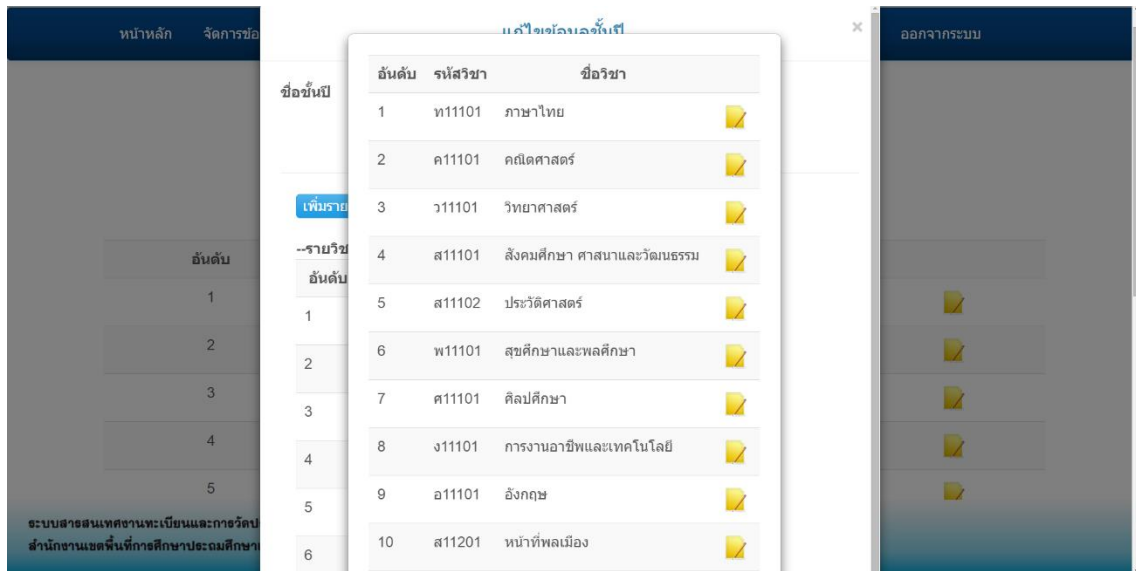 หน้าหลัก จัดการข้อ ออกจากระบบ
แก้ไขข้อมูลชั้นปี ×
ชื่อชั้นปี
เพิ่มราย
--รายวิช
อันดับ
1
2
3
4
5
6
อันดับ รหัสวิชา ชื่อวิชา
1 ท11101 ภาษาไทย
2 ค11101 คณิตศาสตร์
3 ว11101 วิทยาศาสตร์
4 ส11101 สังคมศึกษา ศาสนาและวัฒนธรรม
5 ส11102 ประวัติศาสตร์
6 พ11101 สุขศึกษาและพลศึกษา
7 ศ11101 ศิลปศึกษา
8 ง11101 การงานอาชีพและเทคโนโลยี
9 อ11101 อังกฤษ
10 ส11201 หน้าที่พลเมือง
อันดับ
1
2
3
4
5
ระบบสารสนเทศงานทะเบียนและการวัดป
สำนักงานเขตพื้นที่การศึกษาประถมศึกษา